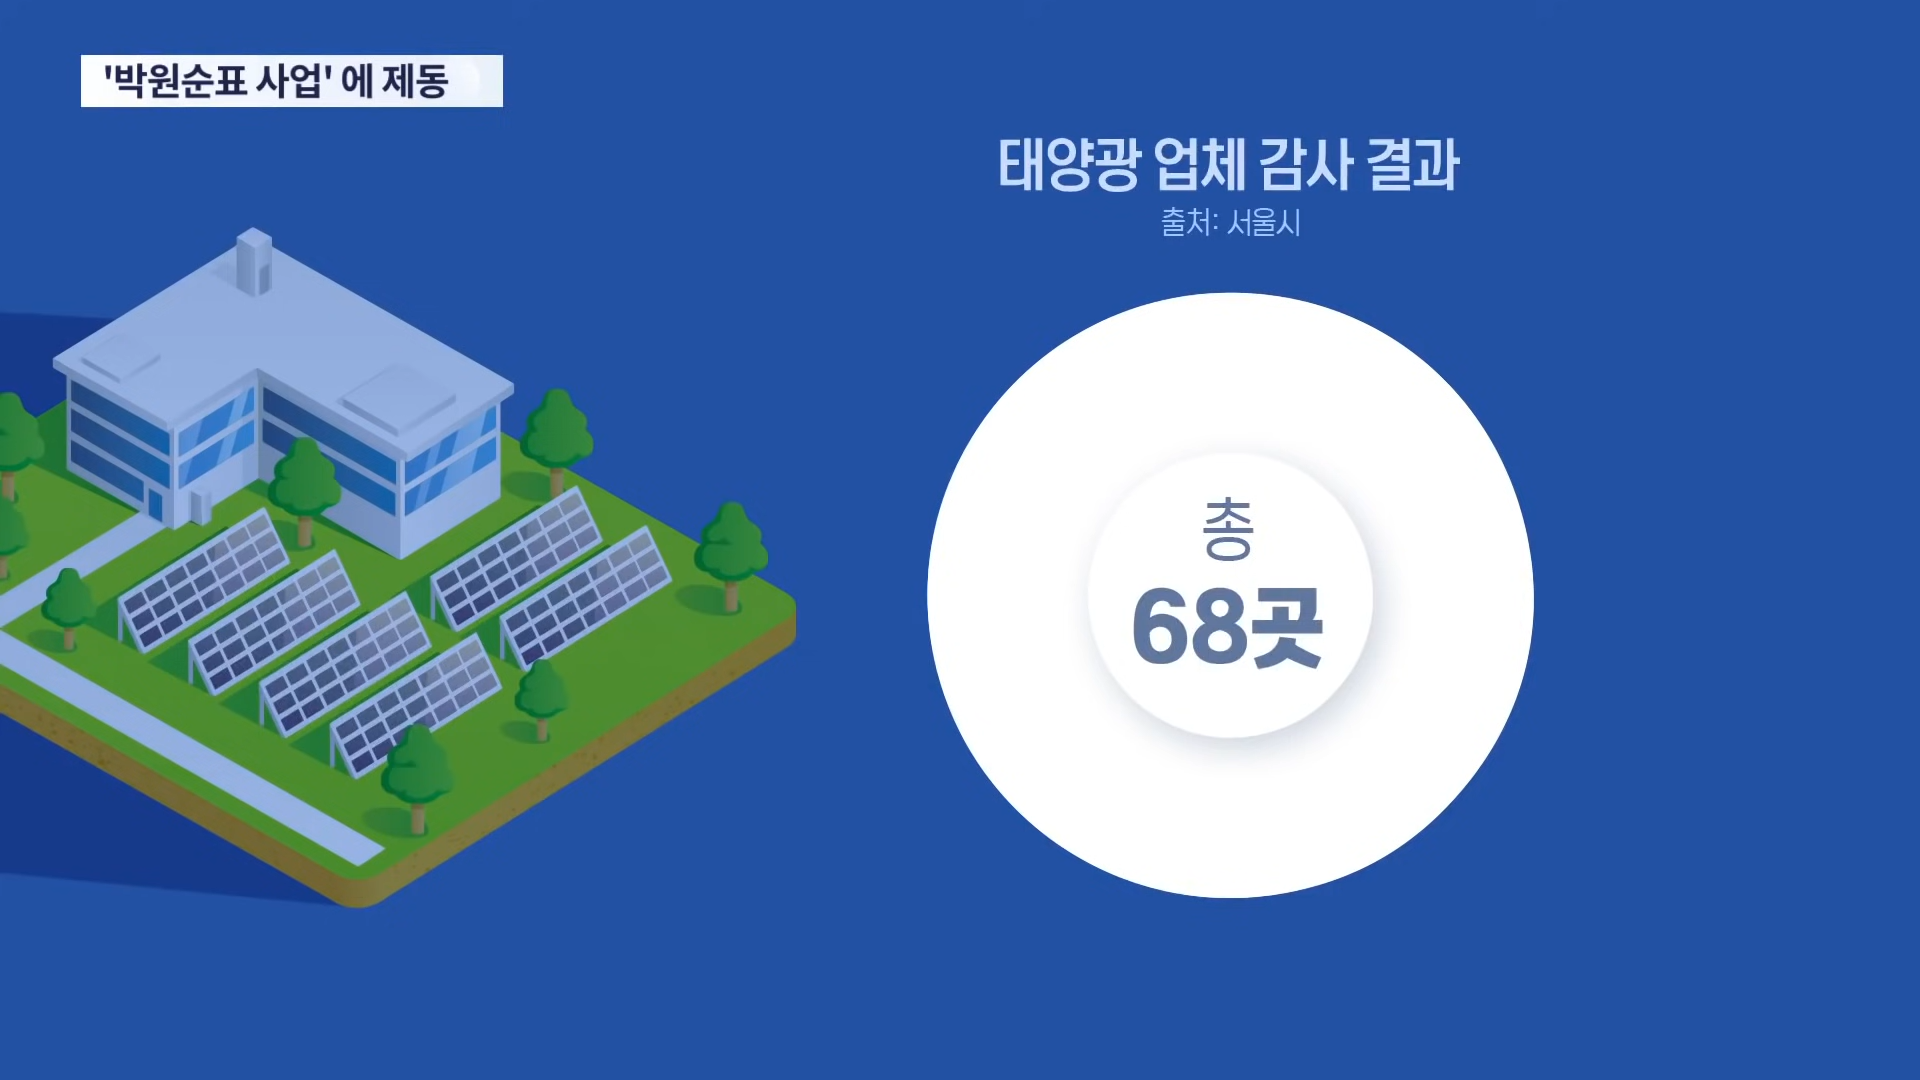 '박원순표 사업' 에 제동
태양광 업체 감사 결과
출처: 서울시
총
68곳